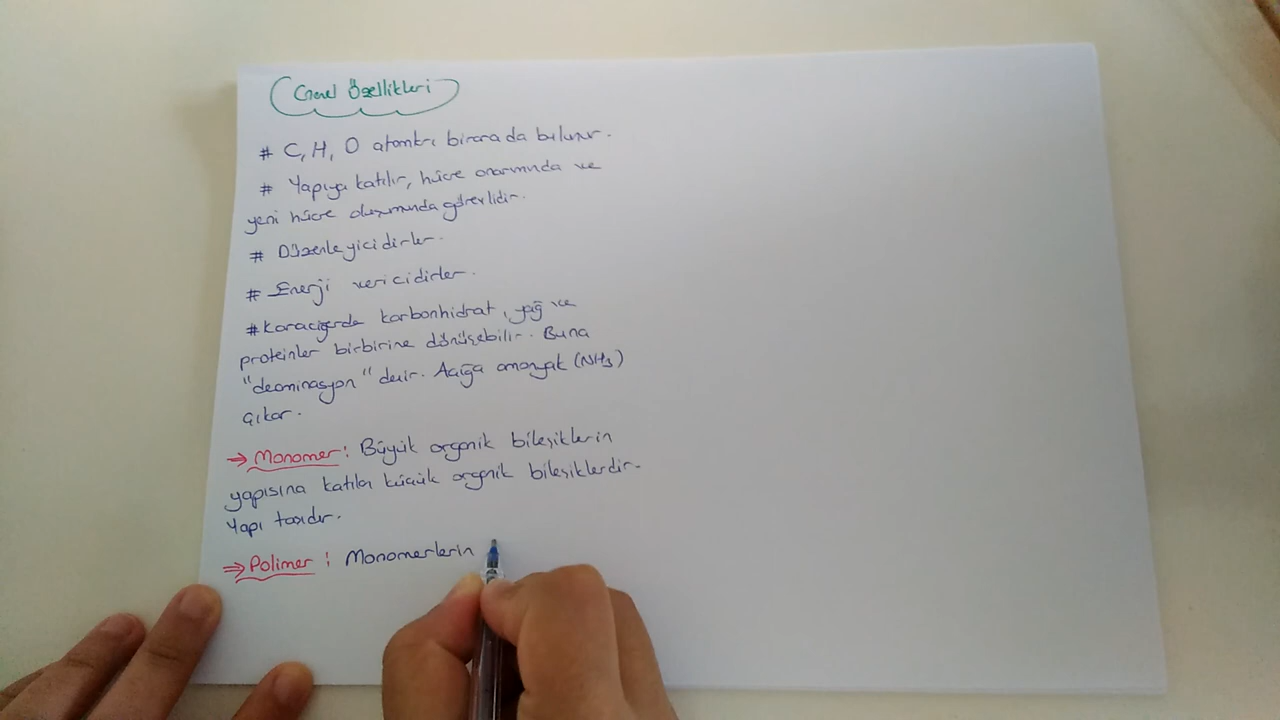 Genel Özellikleri
# C, H, O atomları birarada bulunur.
# Yapıya katılır, hücre onarımında ve
yeni hücre oluşumunda görevlidir.
# Düzenleyicidirler.
# Enerji vericidirler.
# Karaciğerde karbonhidrat, yağ ve
proteinler birbirine dönüşebilir. Buna
"deaminasyon" denir. Açığa amonyak (NH3)
çıkar.
⇒ Monomer: Büyük organik bileşiklerin
yapısına katılan küçük organik bileşiklerdir.
Yapı taşıdır.
⇒ Polimer: Monomerlerin